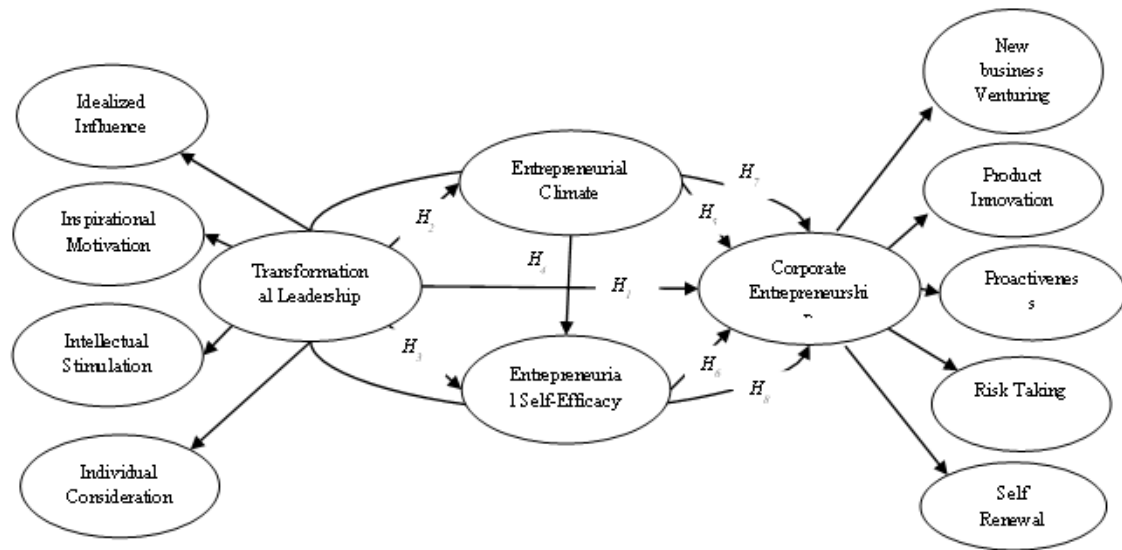 New
business
Venturing
Idealized
Influence
Entrepreneurial
Climate
H7
Product
Innovation
Inspirational
Motivation
H2
H5
Transformation
al Leadership
H4
H1
Corporate
Entrepreneurshi
Proactivenes
s
Intellectual
Stimulation
H3
Entrepreneuria
l Self-Efficacy
H6
H8
Risk Taking
Individual
Consideration
Self
Renewal